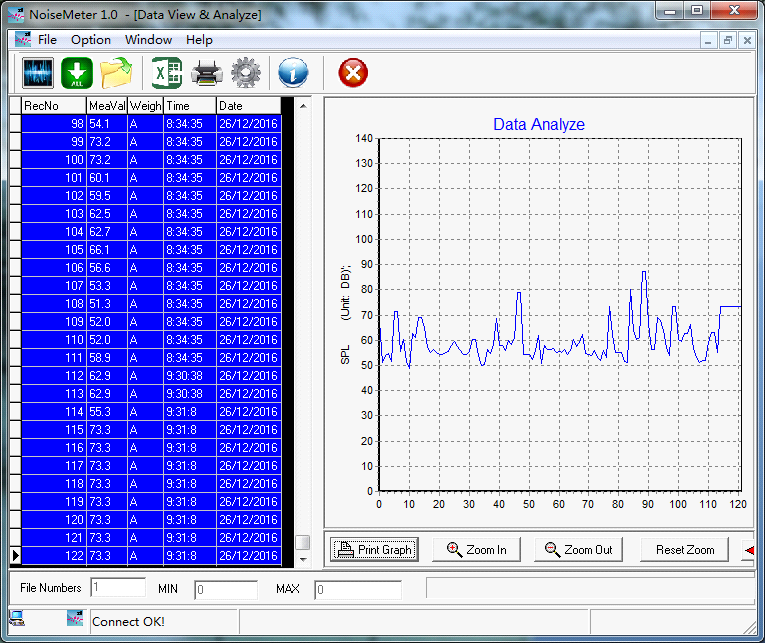 NoiseMeter 1.0 - [Data View & Analyze]
File Option Window Help
ALL
RecNo MeaVal Weigh Time Date
98 54.1 A 8:34:35 26/12/2016
99 73.2 A 8:34:35 26/12/2016
100 73.2 A 8:34:35 26/12/2016
101 60.1 A 8:34:35 26/12/2016
102 59.5 A 8:34:35 26/12/2016
103 62.5 A 8:34:35 26/12/2016
104 62.7 A 8:34:35 26/12/2016
105 66.1 A 8:34:35 26/12/2016
106 56.6 A 8:34:35 26/12/2016
107 53.3 A 8:34:35 26/12/2016
108 51.3 A 8:34:35 26/12/2016
109 52.0 A 8:34:35 26/12/2016
110 52.0 A 8:34:35 26/12/2016
111 58.9 A 8:34:35 26/12/2016
112 62.9 A 9:30:38 26/12/2016
113 62.9 A 9:30:38 26/12/2016
114 55.3 A 9:31:8 26/12/2016
115 73.3 A 9:31:8 26/12/2016
116 73.3 A 9:31:8 26/12/2016
117 73.3 A 9:31:8 26/12/2016
118 73.3 A 9:31:8 26/12/2016
119 73.3 A 9:31:8 26/12/2016
120 73.3 A 9:31:8 26/12/2016
121 73.3 A 9:31:8 26/12/2016
122 73.3 A 9:31:8 26/12/2016
Data Analyze
SPL (Unit: DB)';
140
130
120
110
100
90
80
70
60
50
40
30
20
10
0
0 10 20 30 40 50 60 70 80 90 100 110 120
Print Graph Zoom In Zoom Out Reset Zoom
File Numbers 1 MIN 0 MAX 0
Connect OK!